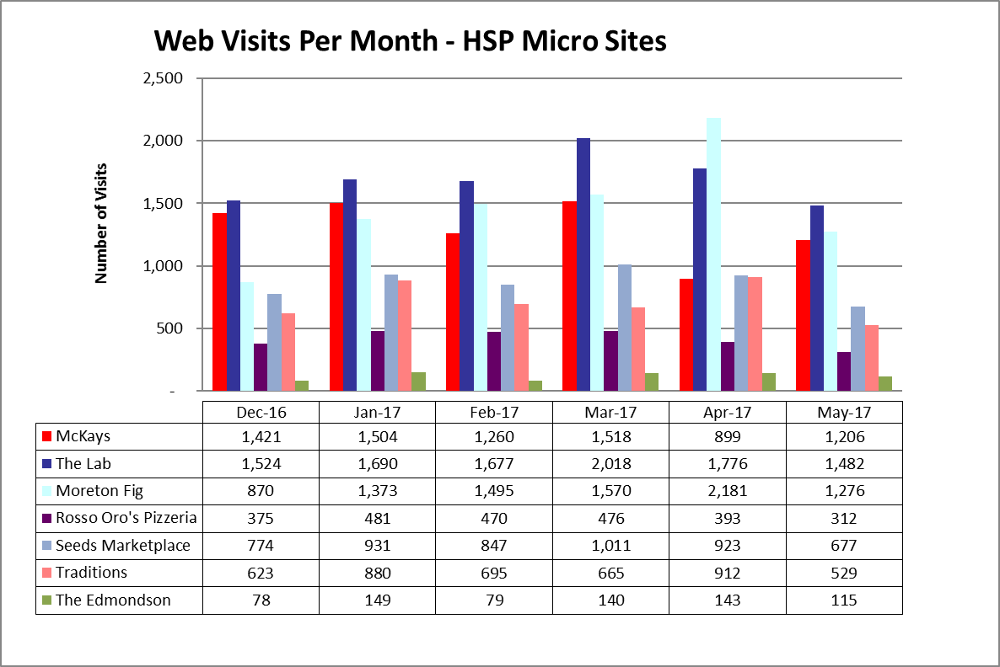 Web Visits Per Month - HSP Micro Sites
2,500
2,000
1,500
1,000
500
-
Number of Visits
Dec-16 Jan-17 Feb-17 Mar-17 Apr-17 May-17
McKays 1,421 1,504 1,260 1,518 899 1,206
The Lab 1,524 1,690 1,677 2,018 1,776 1,482
Moreton Fig 870 1,373 1,495 1,570 2,181 1,276
Rosso Oro's Pizzeria 375 481 470 476 393 312
Seeds Marketplace 774 931 847 1,011 923 677
Traditions 623 880 695 665 912 529
The Edmondson 78 149 79 140 143 115